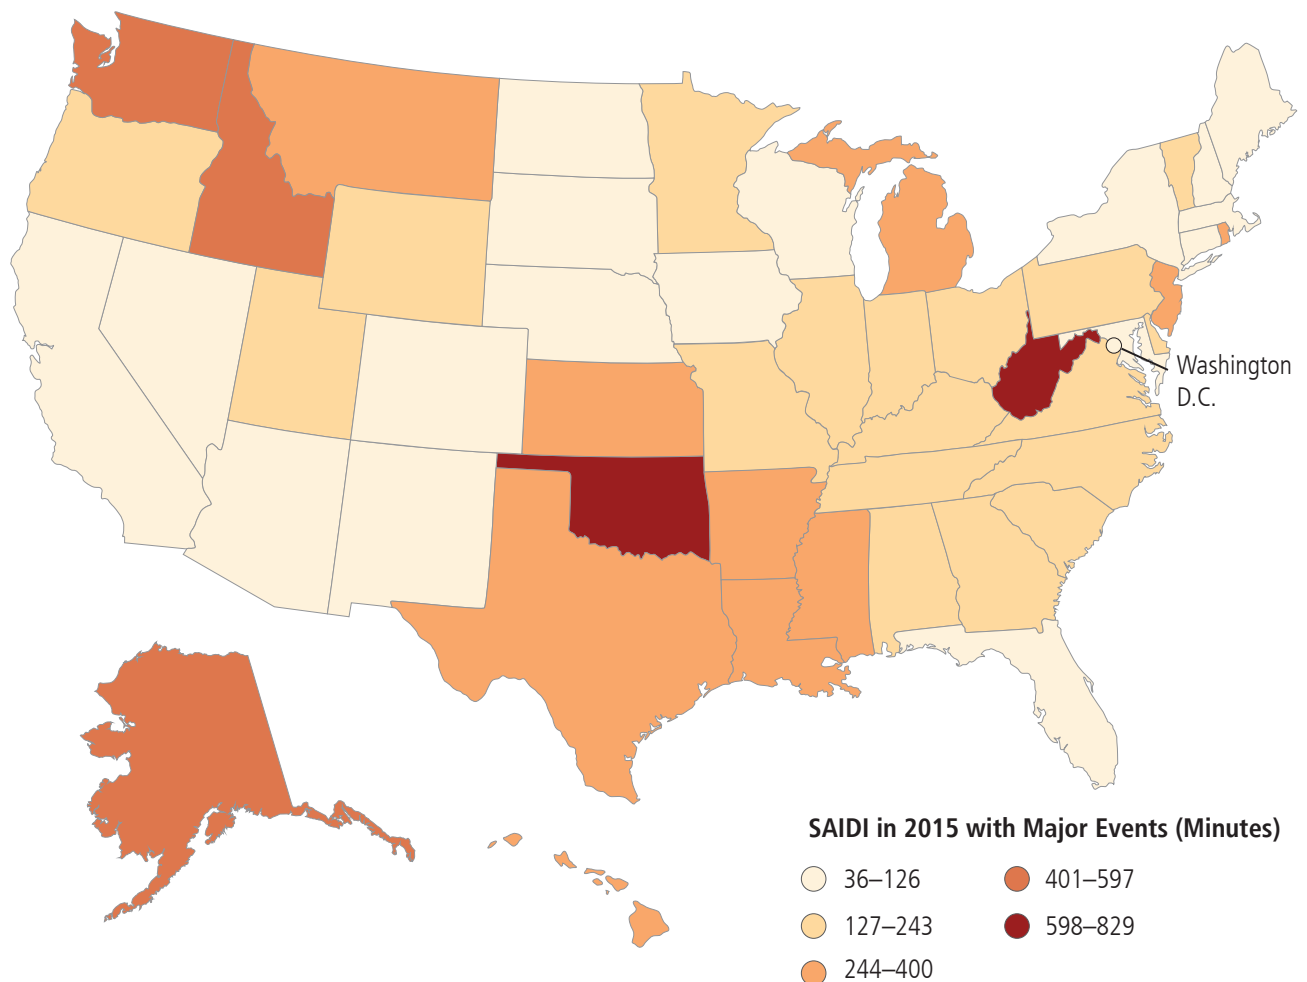 Washington
D.C.
SAIDI in 2015 with Major Events (Minutes)
36–126
401–597
127–243
598–829
244–400